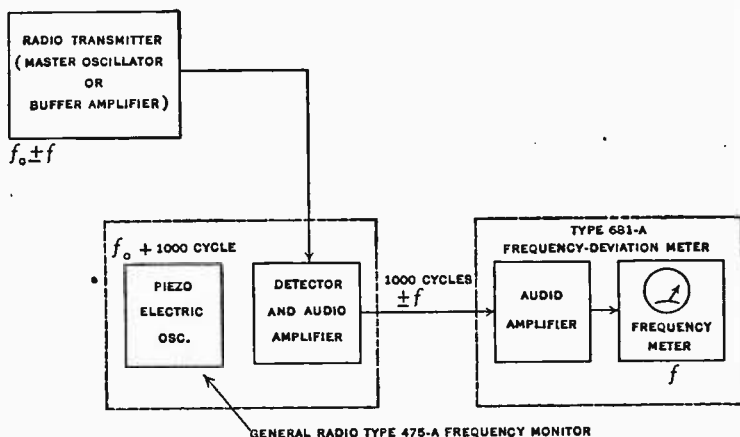 RADIO TRANSMITTER
(MASTER OSCILLATOR
OR
BUFFER AMPLIFIER)
f₀ ± f
f₀ + 1000 CYCLE
PIEZO
ELECTRIC
OSC.
DETECTOR
AND AUDIO
AMPLIFIER
1000 CYCLES
± f
TYPE 681-A
FREQUENCY-DEVIATION METER
AUDIO
AMPLIFIER
FREQUENCY
METER
f
GENERAL RADIO TYPE 475-A FREQUENCY MONITOR